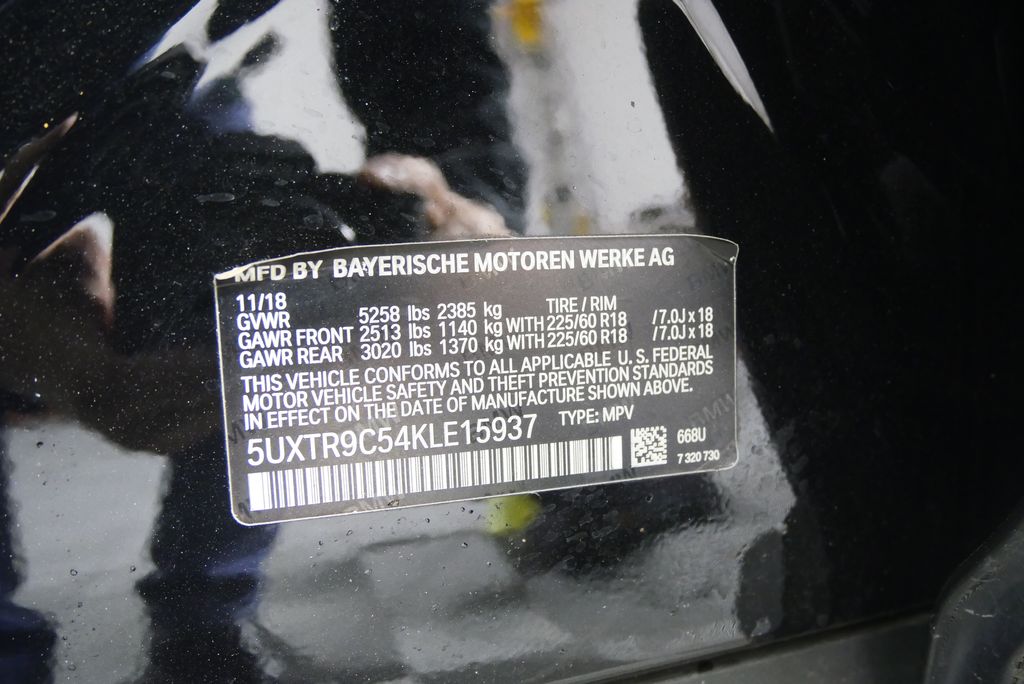 MFD BY BAYERISCHE MOTOREN WERKE AG
11/18 TIRE / RIM
GVWR 5258 lbs 2385 kg
GAWR FRONT 2513 lbs 1140 kg WITH 225/60 R18 /7.0J x 18
GAWR REAR 3020 lbs 1370 kg WITH 225/60 R18 /7.0J x 18
THIS VEHICLE CONFORMS TO ALL APPLICABLE U. S. FEDERAL
MOTOR VEHICLE SAFETY AND THEFT PREVENTION STANDARDS
IN EFFECT ON THE DATE OF MANUFACTURE SHOWN ABOVE.
5UXTR9C54KLE15937 TYPE: MPV
668U
7 320 730